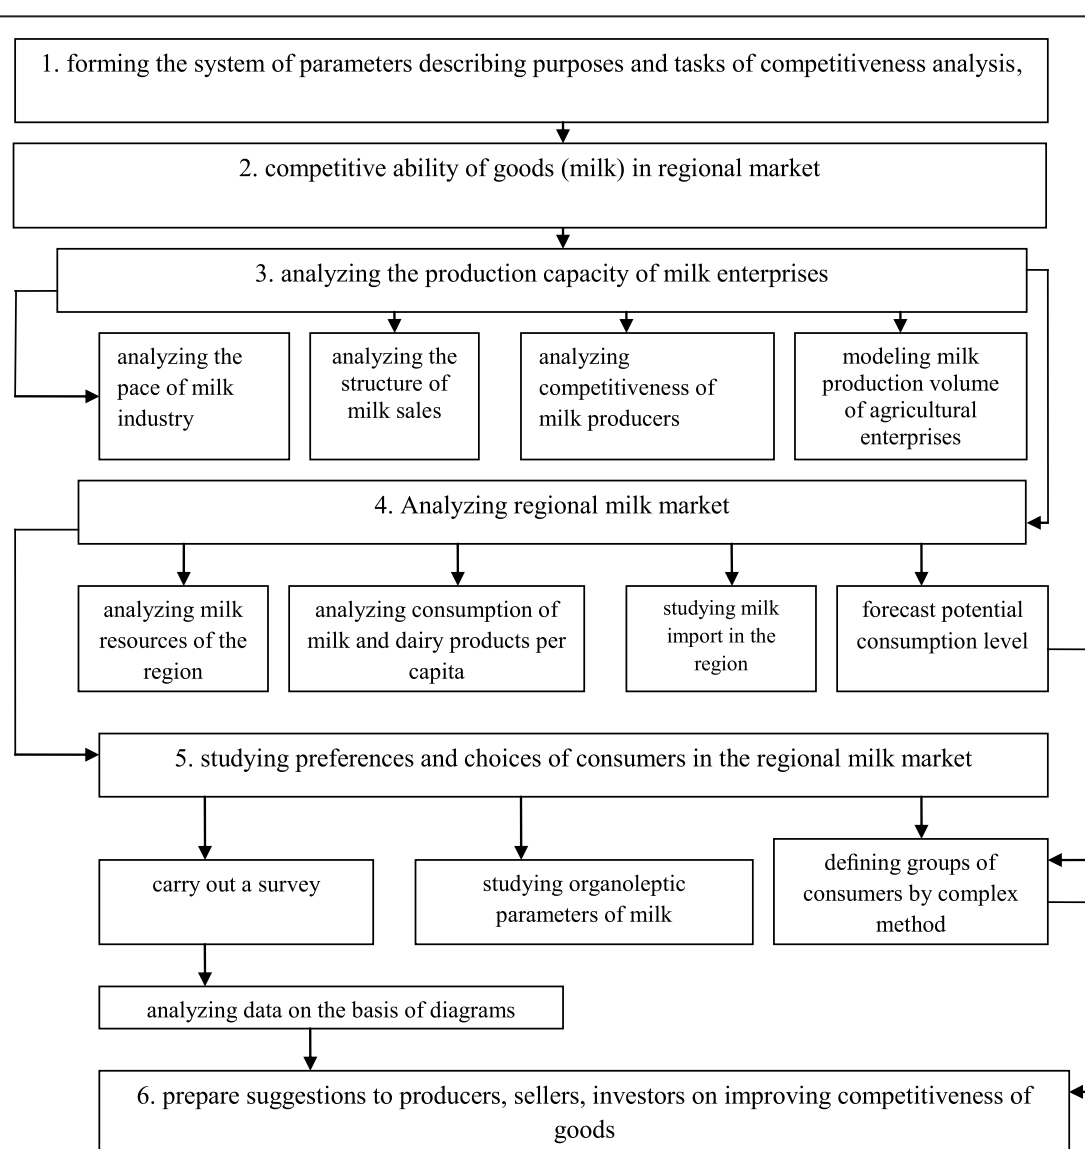 1. forming the system of parameters describing purposes and tasks of competitiveness analysis,
2. competitive ability of goods (milk) in regional market
3. analyzing the production capacity of milk enterprises
analyzing the
pace of milk
industry
analyzing the
structure of
milk sales
analyzing
competitiveness of
milk producers
modeling milk
production volume
of agricultural
enterprises
4. Analyzing regional milk market
analyzing milk
resources of the
region
analyzing consumption of
milk and dairy products per
capita
studying milk
import in the
region
forecast potential
consumption level
5. studying preferences and choices of consumers in the regional milk market
carry out a survey
studying organoleptic
parameters of milk
defining groups of
consumers by complex
method
analyzing data on the basis of diagrams
6. prepare suggestions to producers, sellers, investors on improving competitiveness of
goods